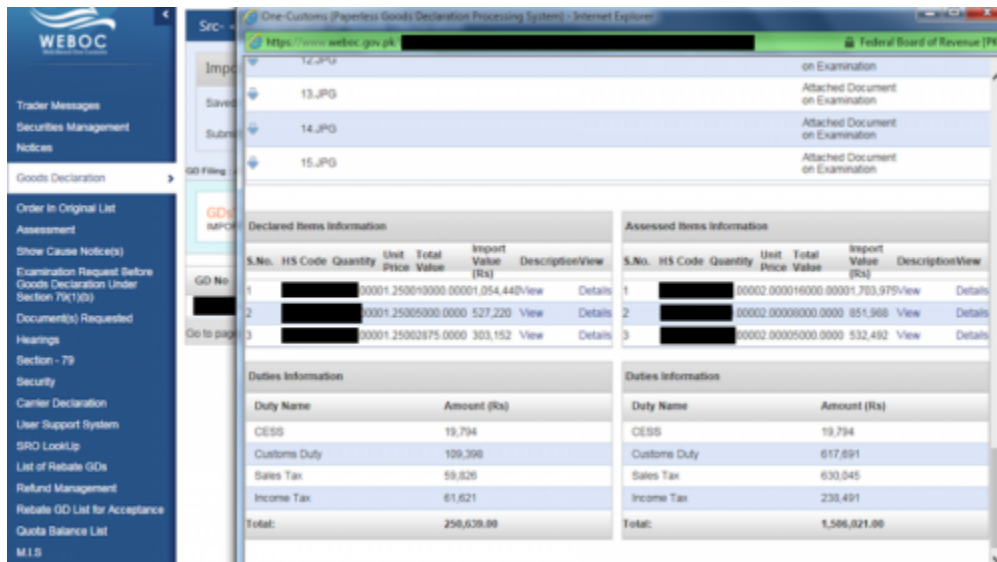 WEBOC
Trader Messages
Securities Management
Notices
Goods Declaration
Order In Original List
Assessment
Show Cause Notice(s)
Examination Request Before
Goods Declaration Under
Section 79(1)(b)
Document(s) Requested
Hearings
Section - 79
Security
Carrier Declaration
User Support System
SRO LookUp
List of Rebate GDs
Refund Management
Rebate GD List for Acceptance
Quota Balance List
M.I.S
Src-
Impo
Saved
Submi
GD Filing
GDs
IMPO
GD No
Go to page
One-Customs (Paperless Goods Declaration Processing System) - Internet Explorer
https://www.weboc.gov.pk/
Federal Board of Revenue [PK
12.JPG on Examination
13.JPG Attached Document
on Examination
14.JPG Attached Document
on Examination
15.JPG Attached Document
on Examination
Declared Items Information
S.No. HS Code Quantity Unit Price Total Value Import Value (Rs) Description View
1 00001.250010000.00001,054,440 View Details
2 00001.25005000.0000 527,220 View Details
3 00001.25002875.0000 303,152 View Details
Assessed Items Information
S.No. HS Code Quantity Unit Price Total Value Import Value (Rs) Description View
1 00002.000016000.00001,703,975 View Details
2 00002.00008000.0000 851,988 View Details
3 00002.00005000.0000 532,492 View Details
Duties Information
Duty Name Amount (Rs)
CESS 19,794
Customs Duty 109,398
Sales Tax 59,826
Income Tax 61,621
Total: 250,639.00
Duties Information
Duty Name Amount (Rs)
CESS 19,794
Customs Duty 617,691
Sales Tax 630,045
Income Tax 238,491
Total: 1,506,021.00